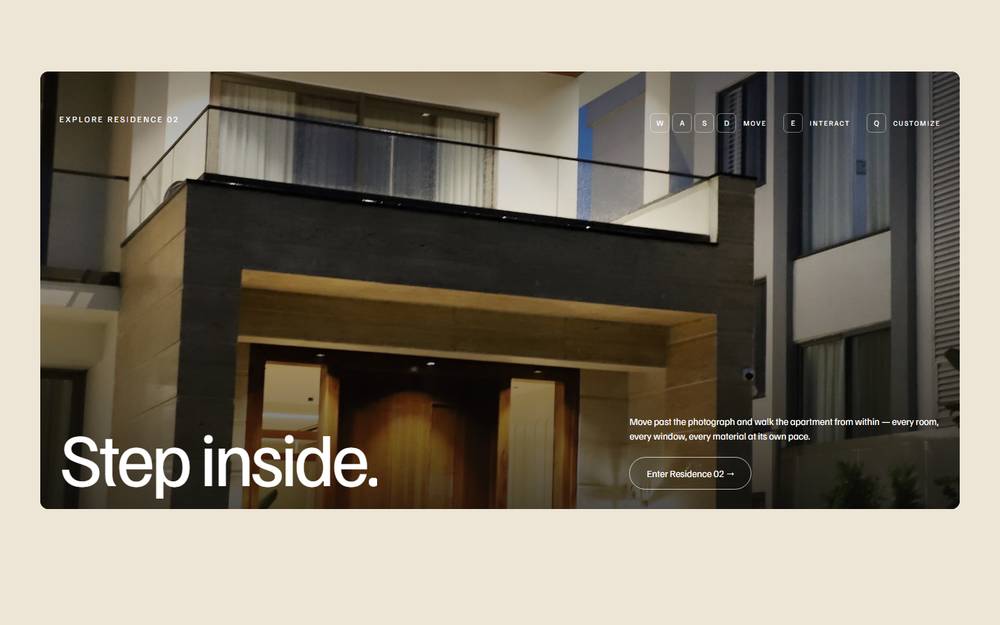 EXPLORE RESIDENCE 02
W A S D MOVE E INTERACT Q CUSTOMIZE
Step inside.
Move past the photograph and walk the apartment from within — every room,
every window, every material at its own pace.
Enter Residence 02 →